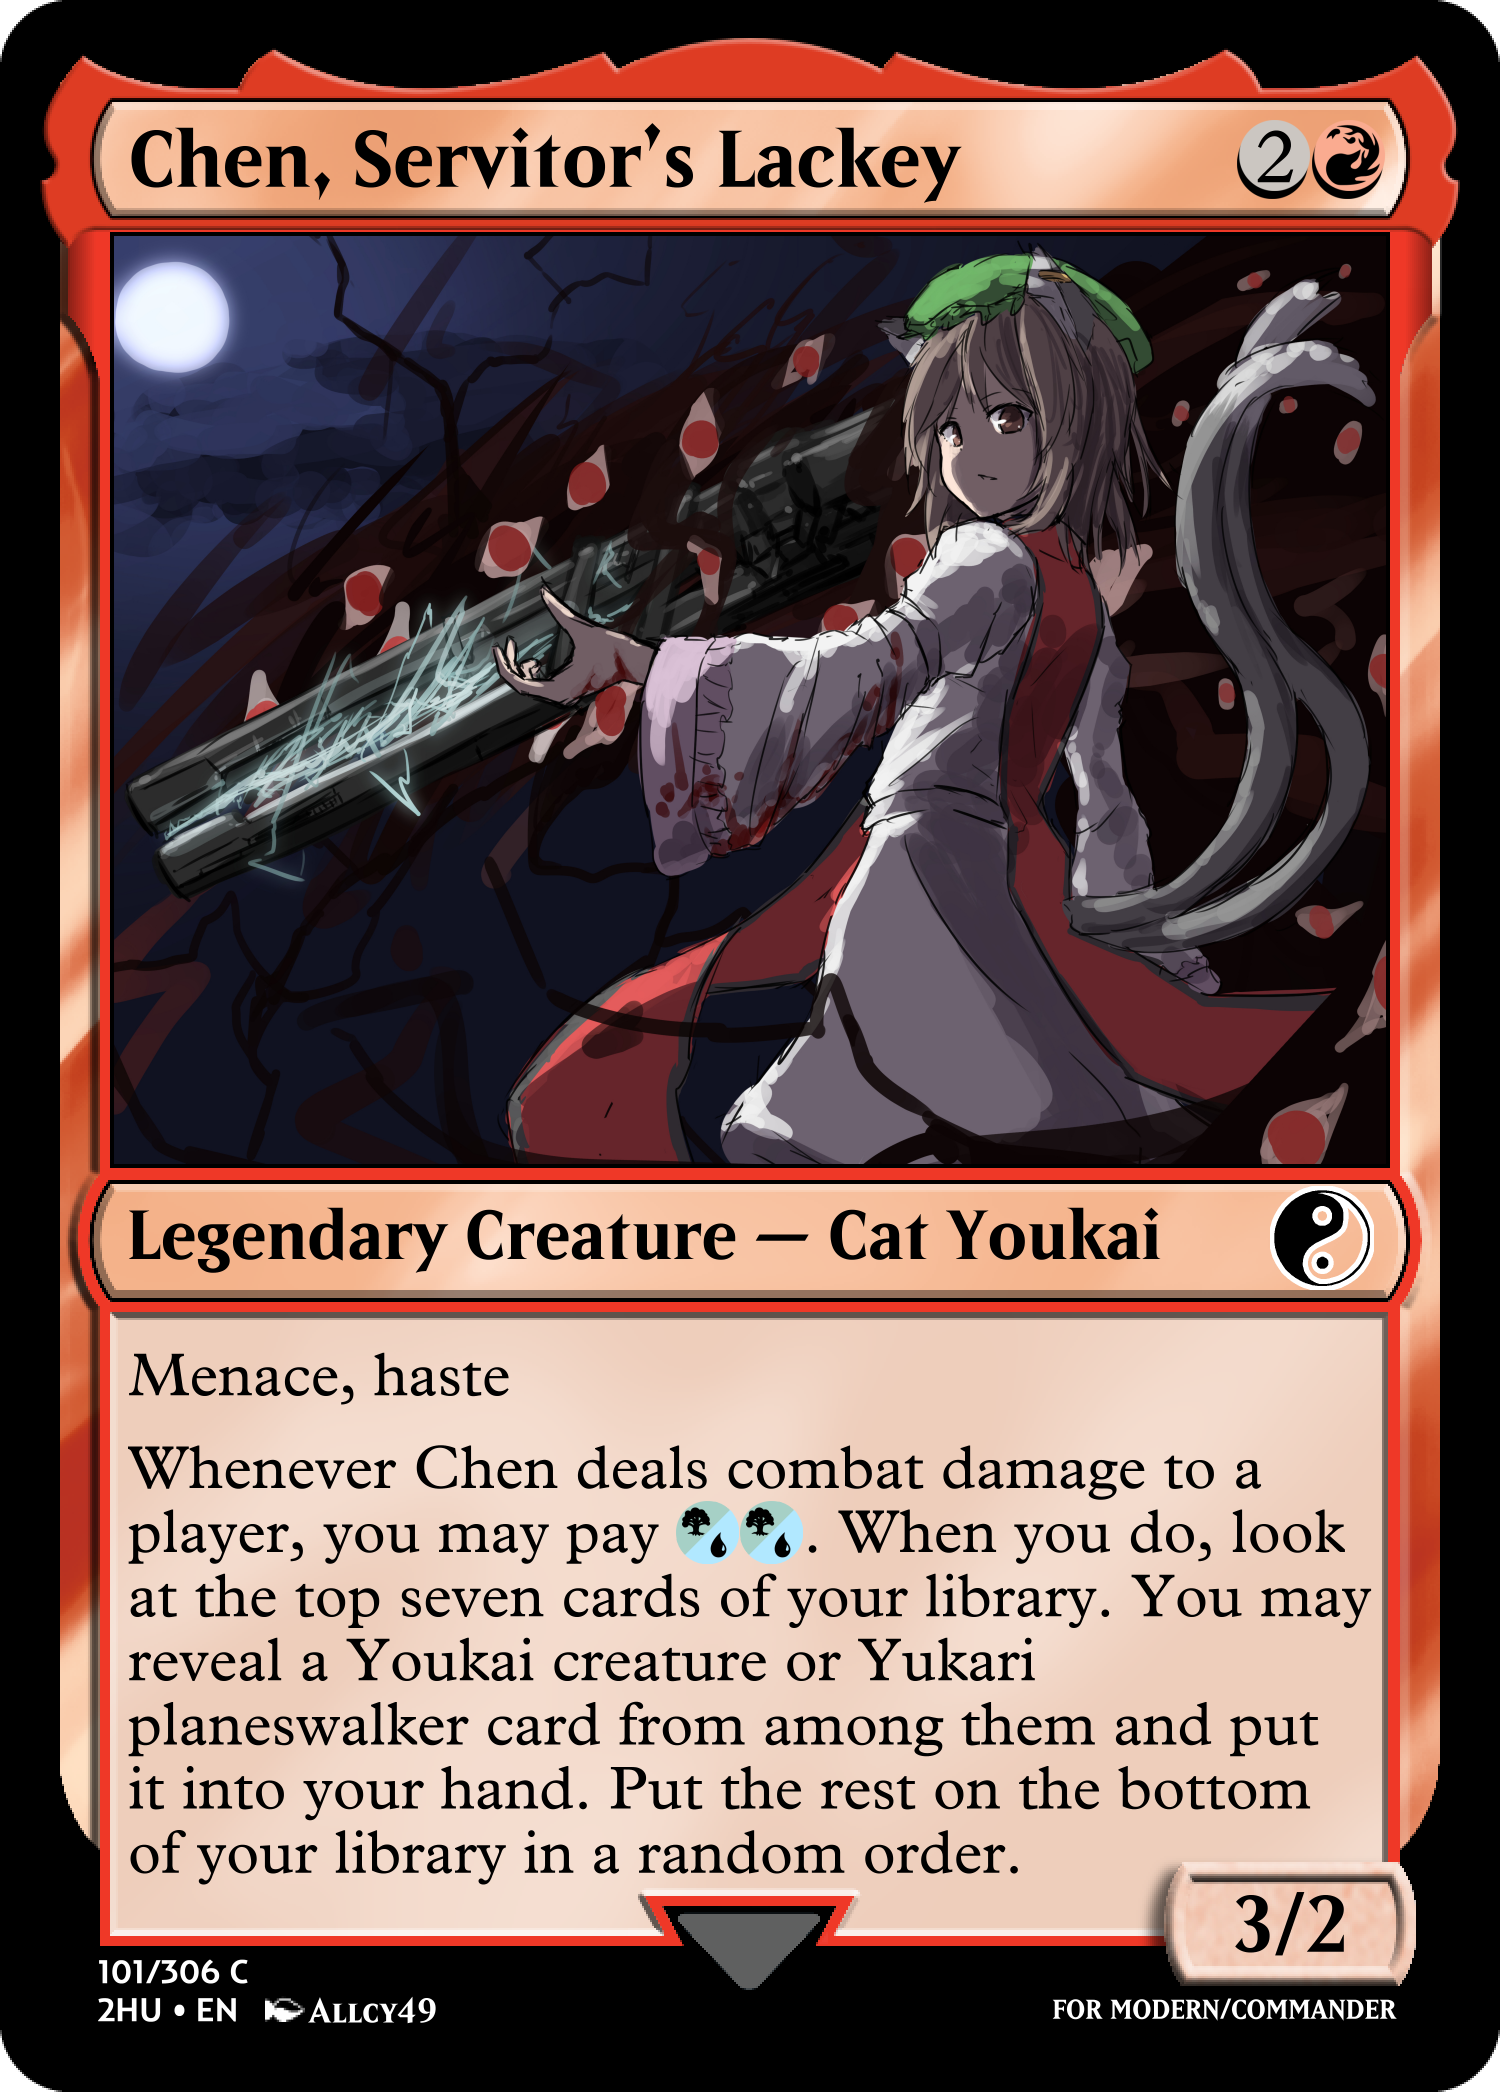 Chen, Servitor's Lackey 2
Legendary Creature — Cat Youkai
Menace, haste
Whenever Chen deals combat damage to a
player, you may pay . When you do, look
at the top seven cards of your library. You may
reveal a Youkai creature or Yukari
planeswalker card from among them and put
it into your hand. Put the rest on the bottom
of your library in a random order.
3/2
101/306 C
2HU • EN Allcy49
FOR MODERN/COMMANDER